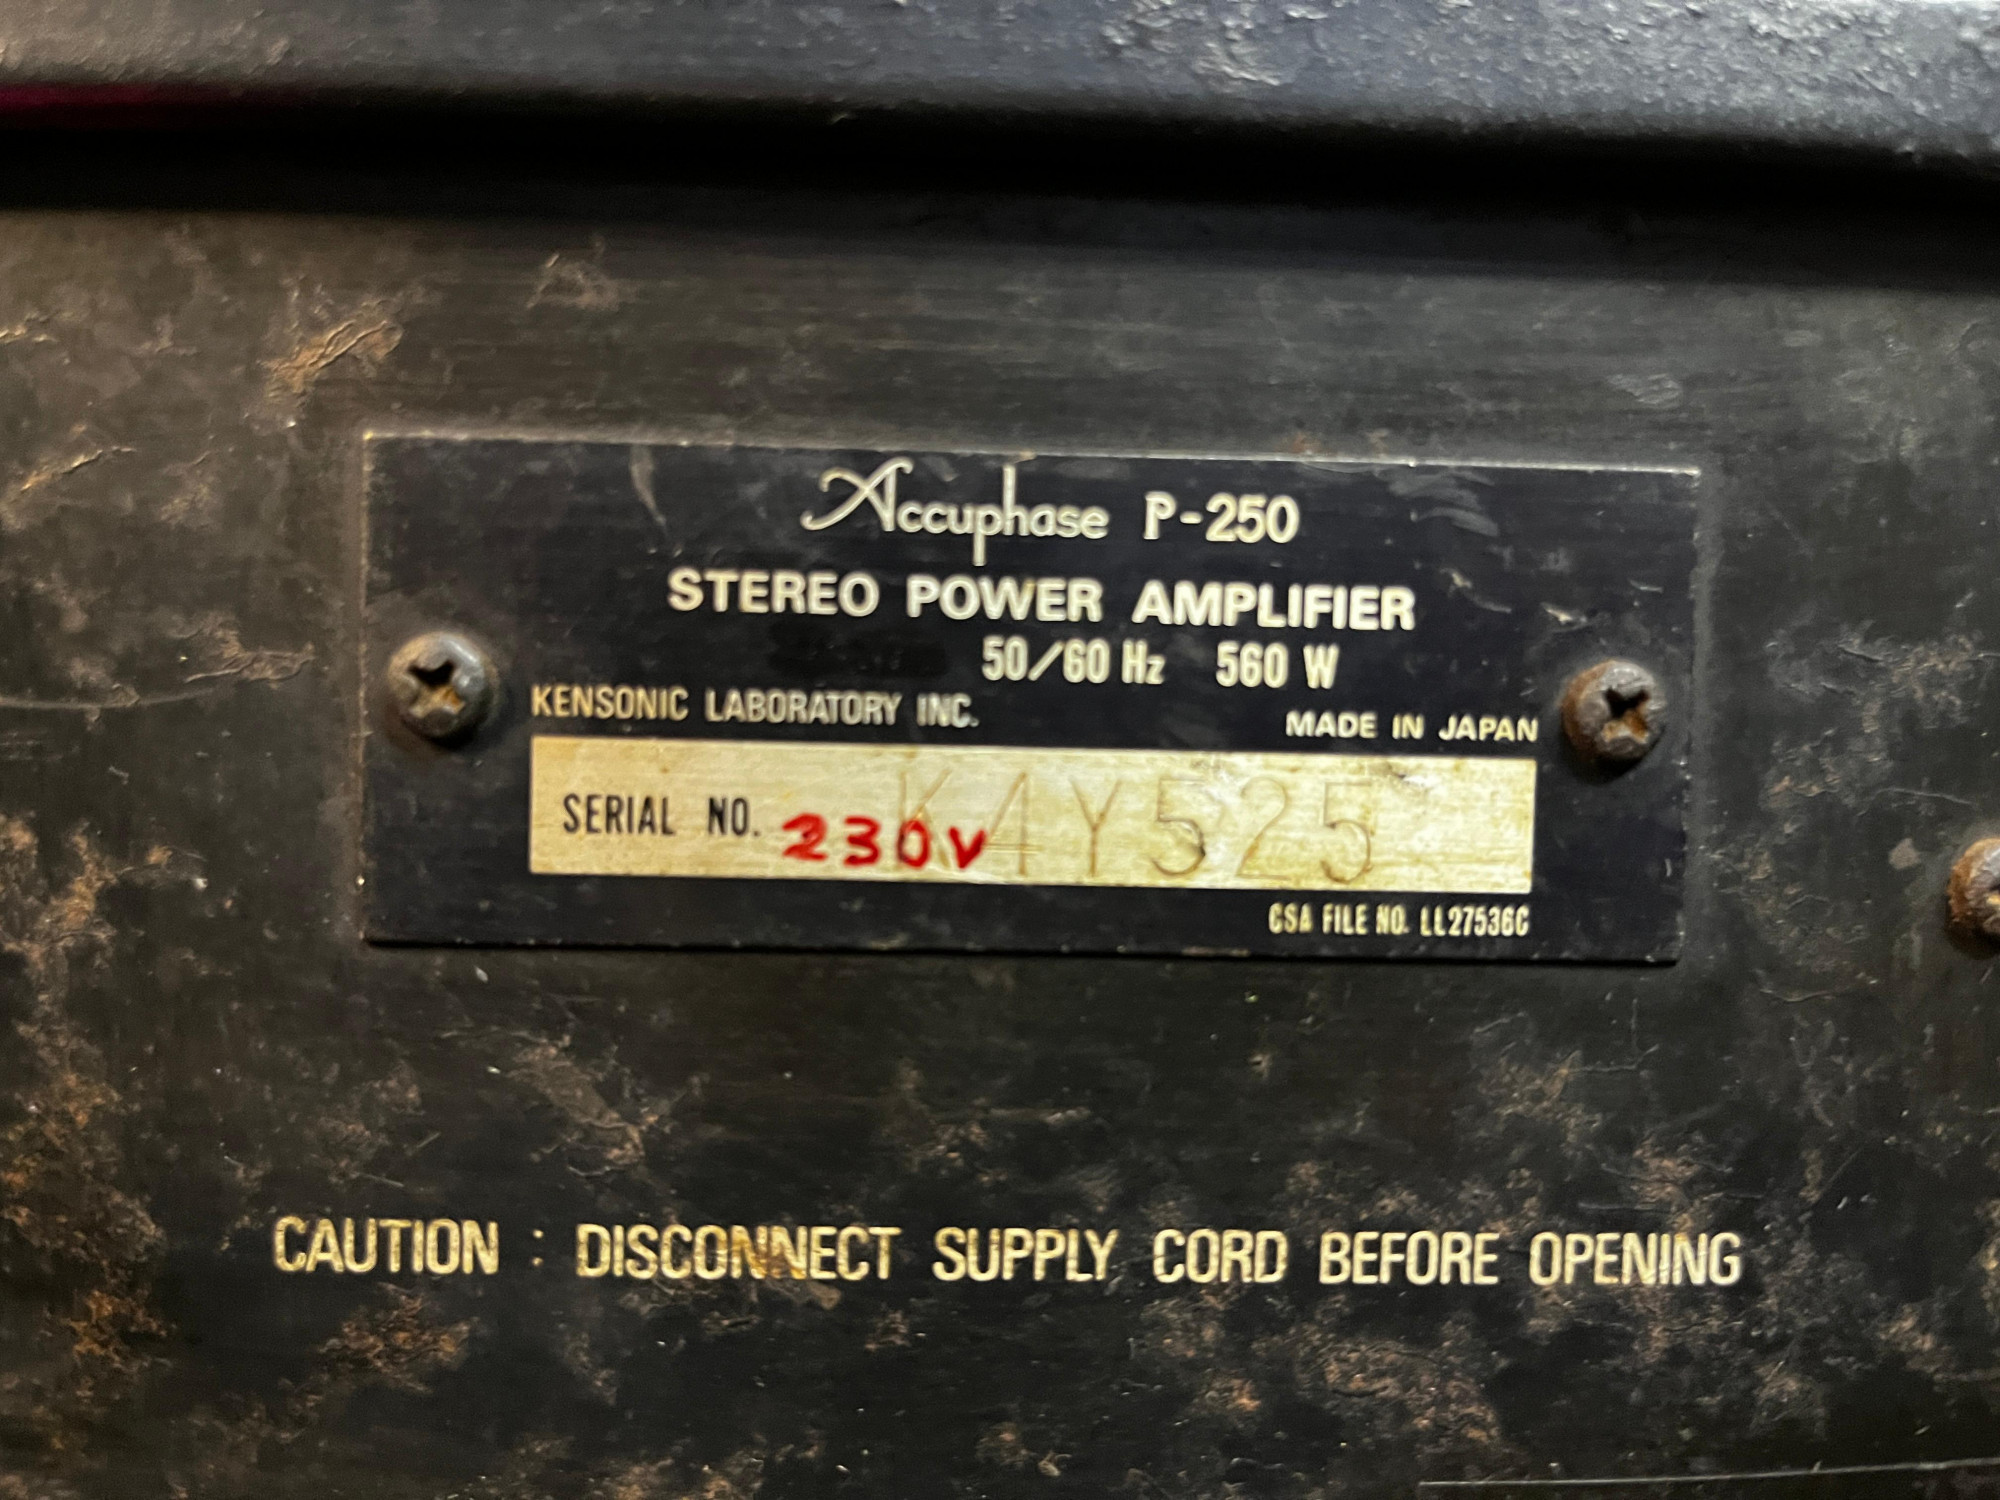 Accuphase P-250
STEREO POWER AMPLIFIER
50/60 Hz 560 W
KENSONIC LABORATORY INC.
MADE IN JAPAN
SERIAL NO. 230V K4Y525
CSA FILE NO. LL27536C
CAUTION : DISCONNECT SUPPLY CORD BEFORE OPENING